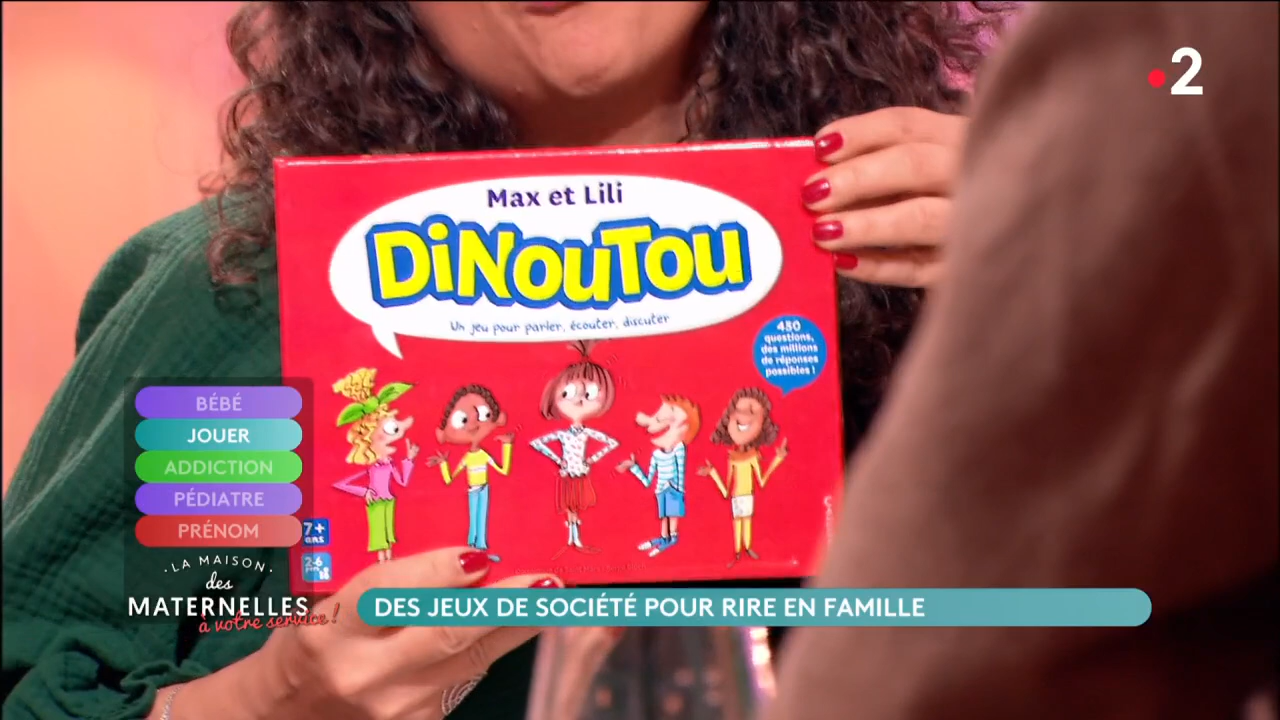 2
Max et Lili
DiNouTou
Un jeu pour parler, écouter, discuter
450
questions,
des millions
de réponses
possibles !
BÉBÉ
JOUER
ADDICTION
PÉDIATRE
PRÉNOM
7+
ans
2-6
·LA MAISON·
des
MATERNELLES
à votre service !
DES JEUX DE SOCIÉTÉ POUR RIRE EN FAMILLE